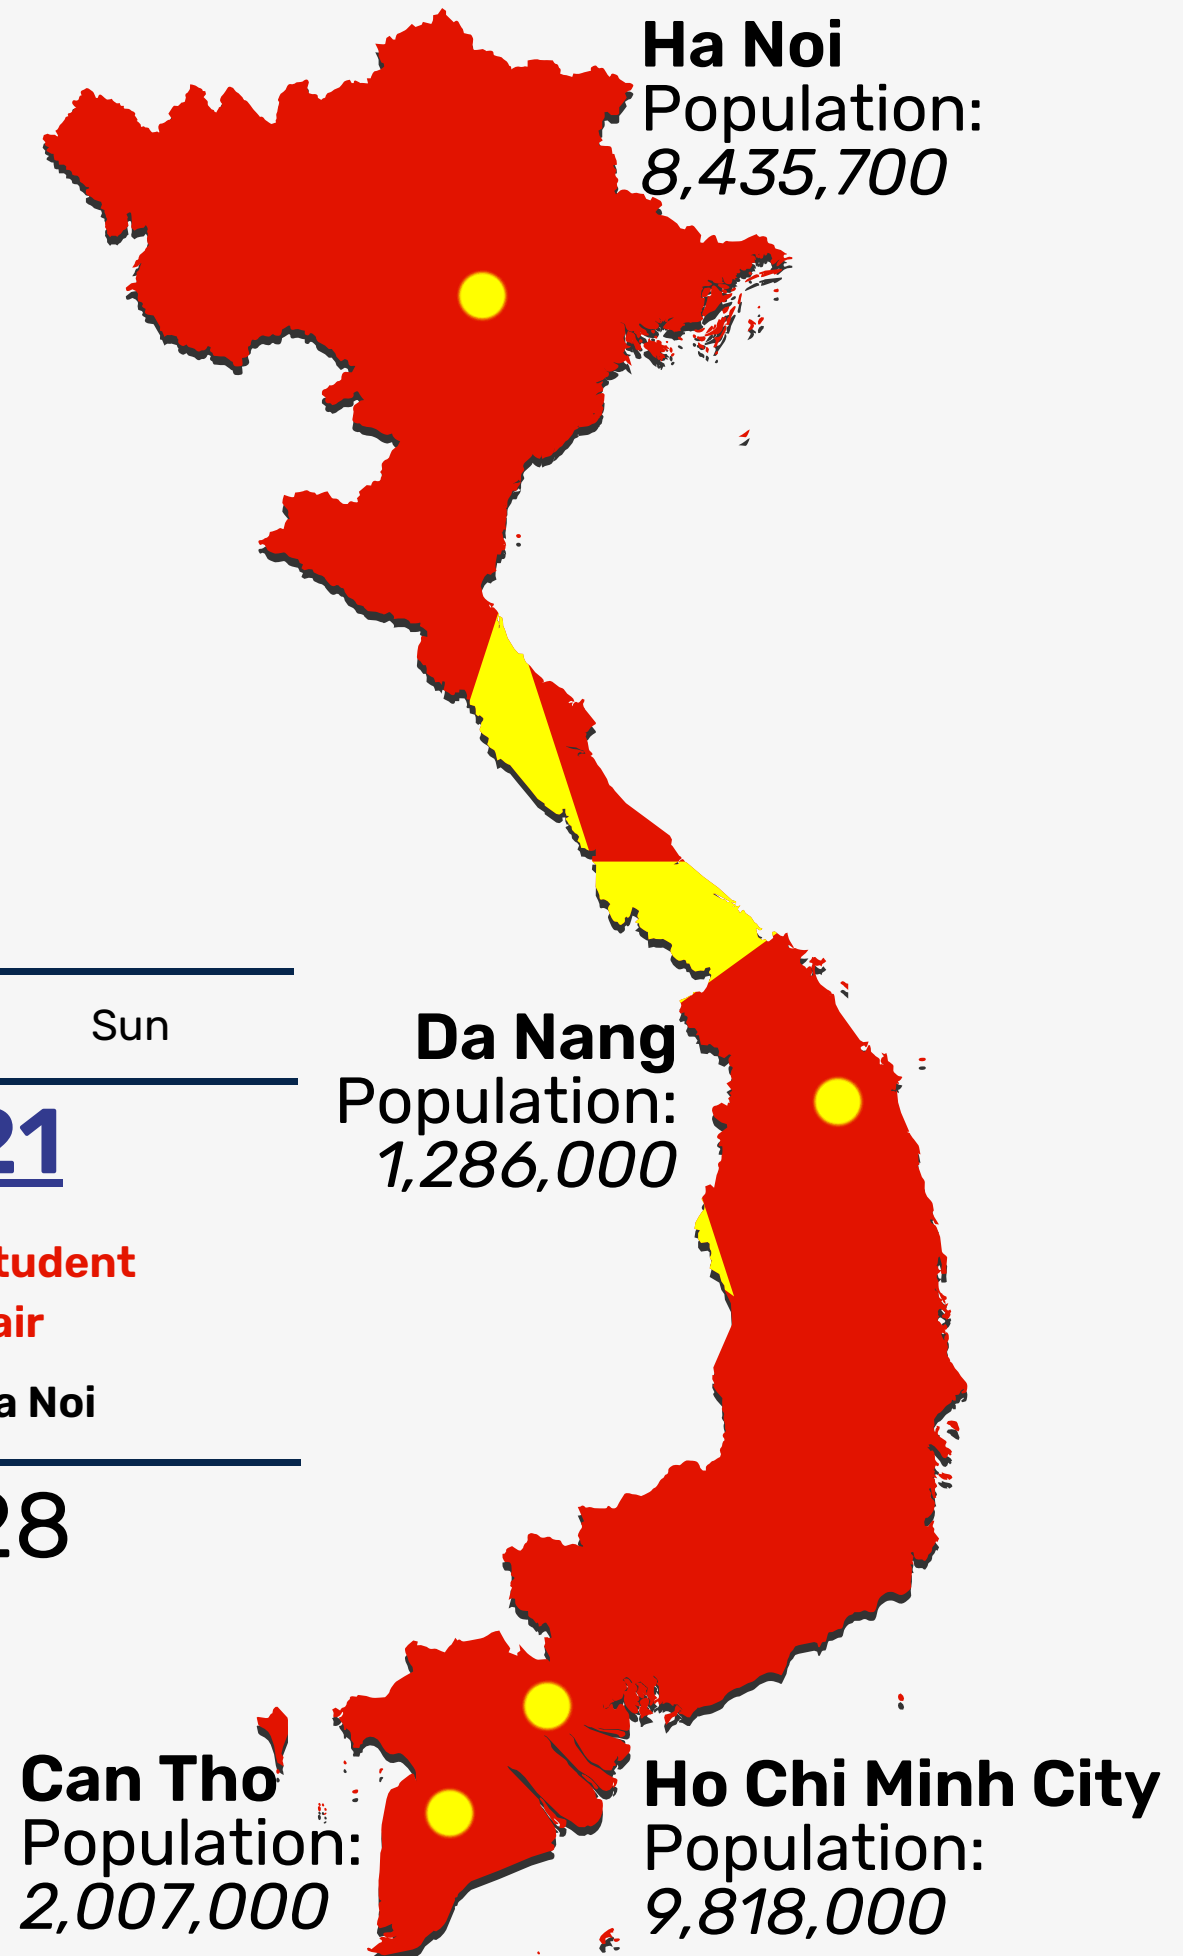 Ha Noi
Population:
8,435,700
Sun
Da Nang
Population:
1,286,000
21
tudent
air
a Noi
28
Can Tho
Population:
2,007,000
Ho Chi Minh City
Population:
9,818,000